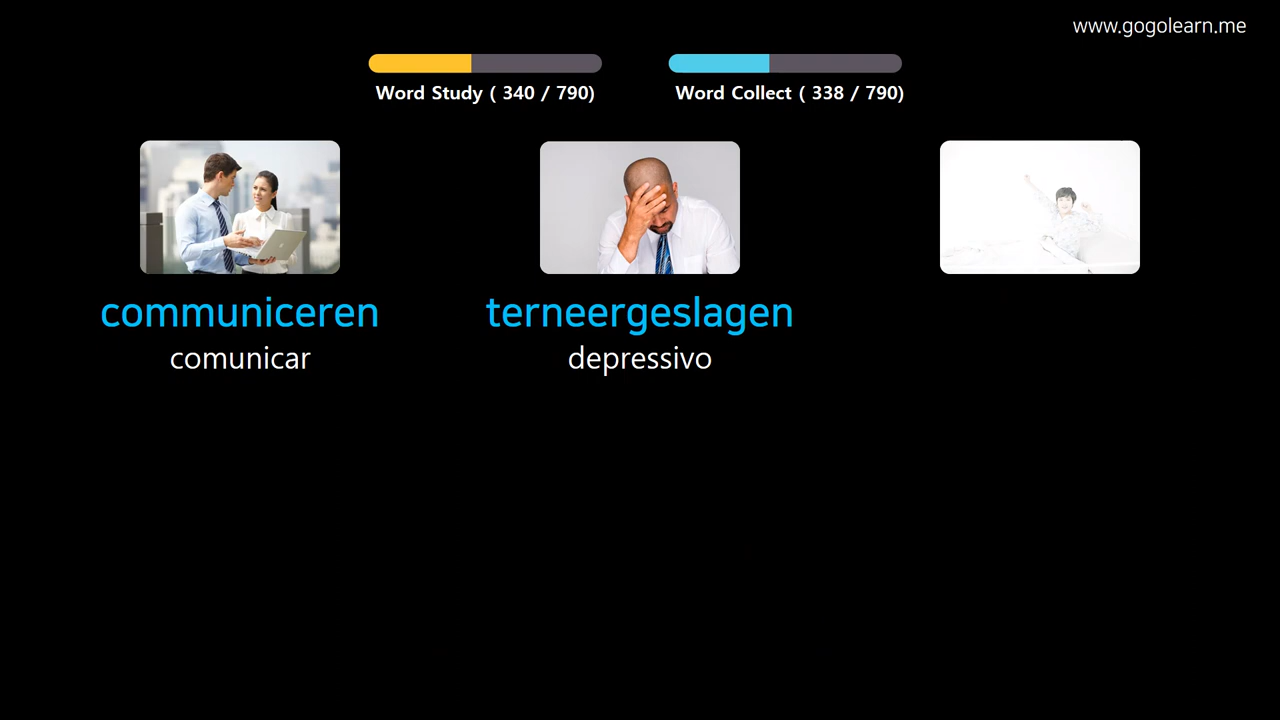 www.gogolearn.me
Word Study ( 340 / 790)
Word Collect ( 338 / 790)
communiceren
comunicar
terneergeslagen
depressivo